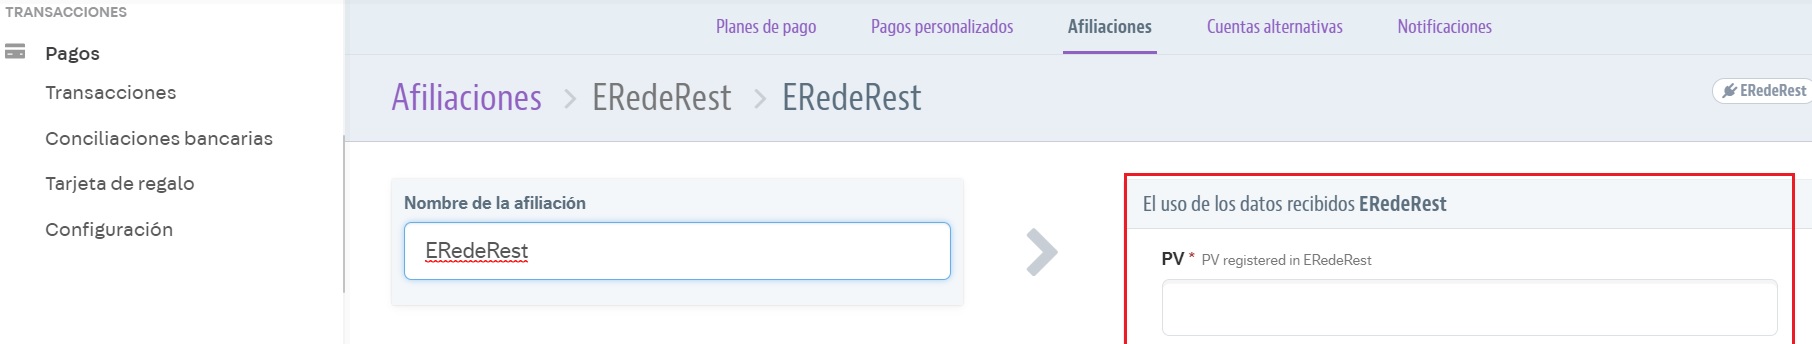 TRANSACCIONES
Pagos
Transacciones
Conciliaciones bancarias
Tarjeta de regalo
Configuración
Planes de pago Pagos personalizados Afiliaciones Cuentas alternativas Notificaciones
Afiliaciones > ERedeRest > ERedeRest
ERedeRest
Nombre de la afiliación
ERedeRest
El uso de los datos recibidos ERedeRest
PV * PV registered in ERedeRest